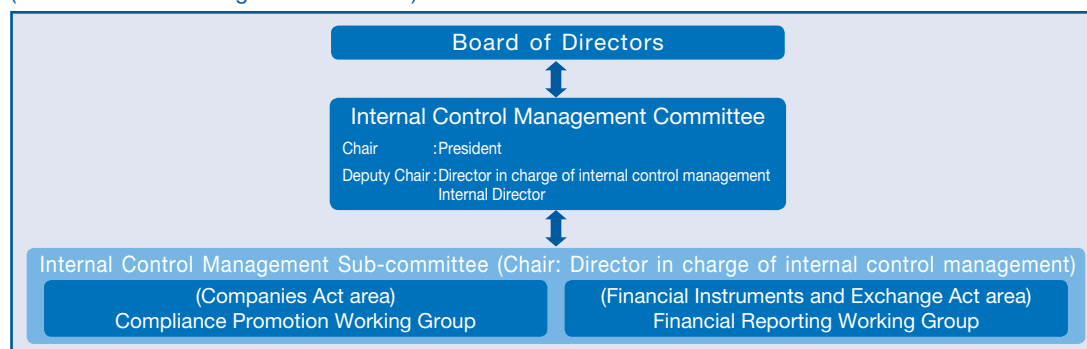 Board of Directors
Internal Control Management Committee
Chair :President
Deputy Chair :Director in charge of internal control management
Internal Director
Internal Control Management Sub-committee (Chair: Director in charge of internal control management)
(Companies Act area)
Compliance Promotion Working Group
(Financial Instruments and Exchange Act area)
Financial Reporting Working Group